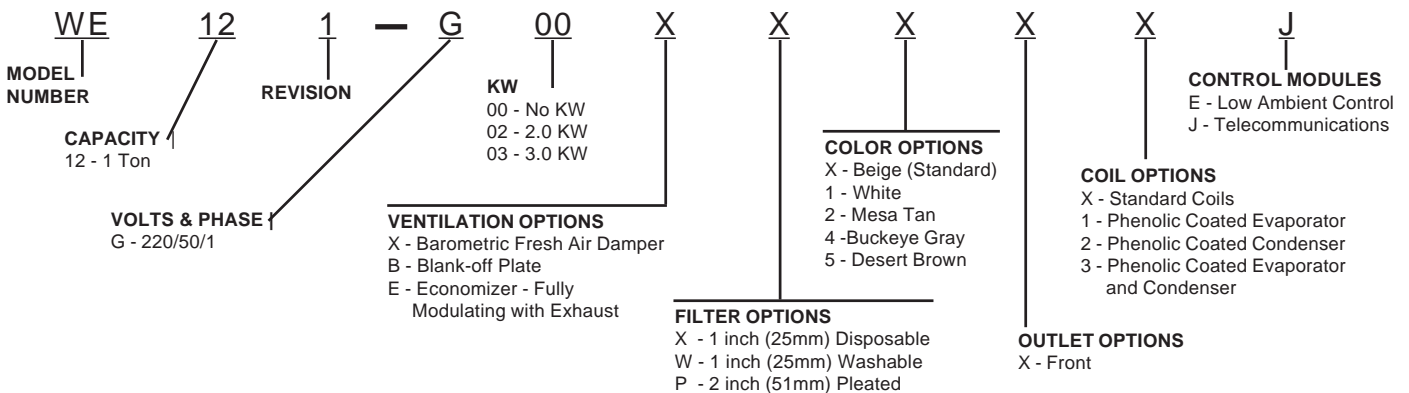 WE 12 1 – G 00 X X X X X J
MODEL
NUMBER
CAPACITY
12 - 1 Ton
REVISION
VOLTS & PHASE
G - 220/50/1
KW
00 - No KW
02 - 2.0 KW
03 - 3.0 KW
VENTILATION OPTIONS
X - Barometric Fresh Air Damper
B - Blank-off Plate
E - Economizer - Fully
Modulating with Exhaust
FILTER OPTIONS
X - 1 inch (25mm) Disposable
W - 1 inch (25mm) Washable
P - 2 inch (51mm) Pleated
COLOR OPTIONS
X - Beige (Standard)
1 - White
2 - Mesa Tan
4 -Buckeye Gray
5 - Desert Brown
OUTLET OPTIONS
X - Front
COIL OPTIONS
X - Standard Coils
1 - Phenolic Coated Evaporator
2 - Phenolic Coated Condenser
3 - Phenolic Coated Evaporator
and Condenser
CONTROL MODULES
E - Low Ambient Control
J - Telecommunications